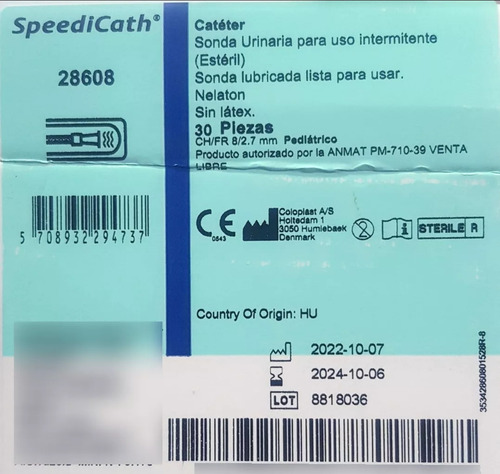 SpeediCath®
28608
Catéter
Sonda Urinaria para uso intermitente
(Estéril)
Sonda lubricada lista para usar.
Nelaton
Sin látex.
30 Piezas
CH/FR 8/2.7 mm Pediátrico
Producto autorizado por la ANMAT PM-710-39 VENTA
LIBRE
5 708932 294737
CE
0543
Coloplast A/S
Holtedam 1
3050 Humlebaek
Denmark
STERILE R
Country Of Origin: HU
2022-10-07
2024-10-06
LOT 8818036
35342860801528R-8